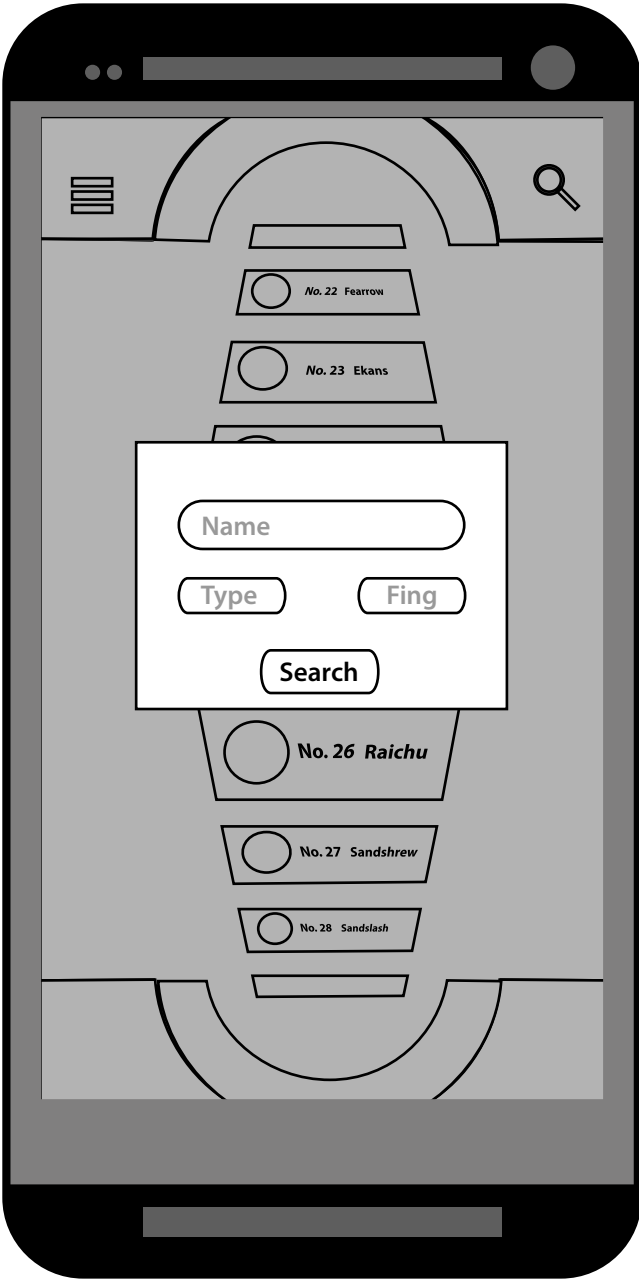 No. 22 Fearrow
No. 23 Ekans
Name
Type Fing
Search
No. 26 Raichu
No. 27 Sandshrew
No. 28 Sandslash